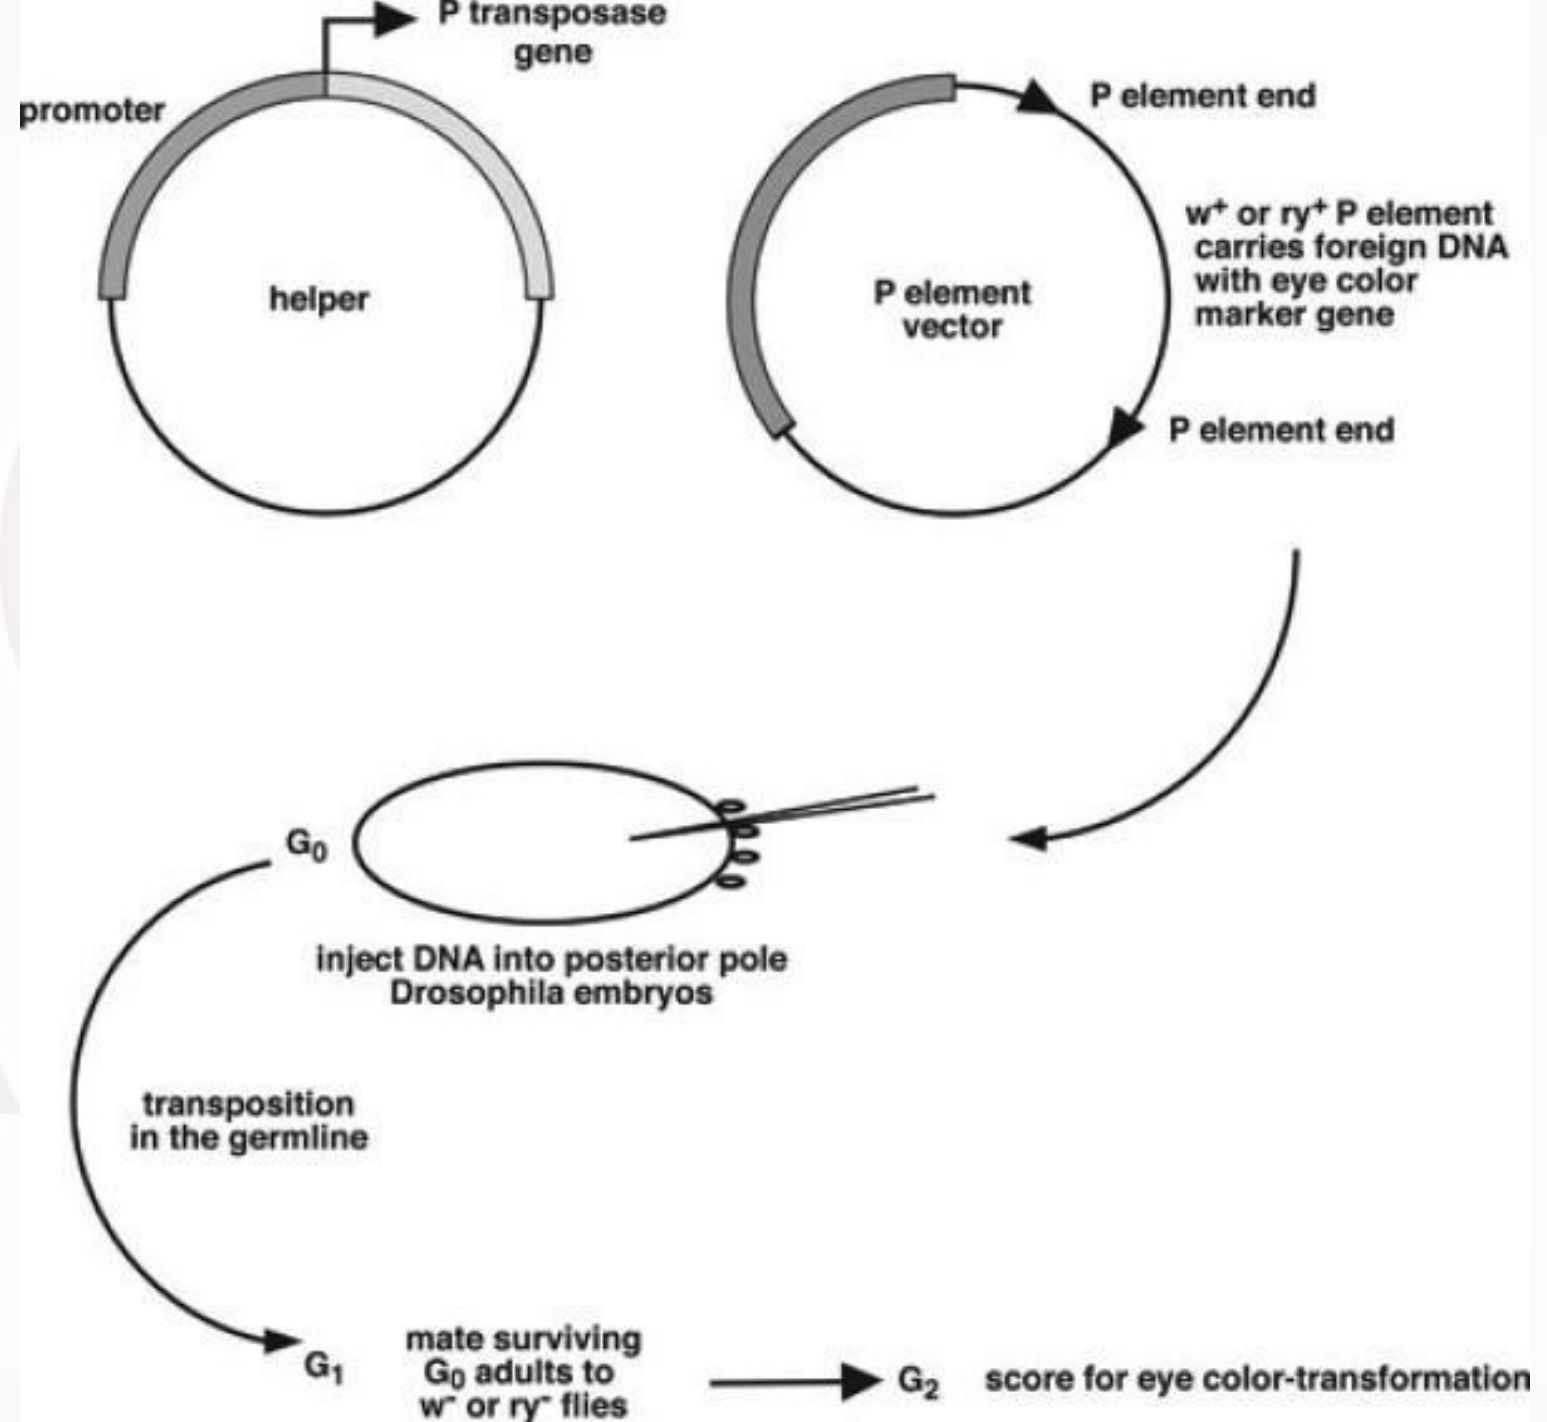 P transposase
gene
promoter
helper
P element end
w⁺ or ry⁺ P element
carries foreign DNA
with eye color
marker gene
P element
vector
P element end
G₀
inject DNA into posterior pole
Drosophila embryos
transposition
in the germline
G₁
mate surviving
G₀ adults to
w⁻ or ry⁻ flies
G₂
score for eye color-transformation